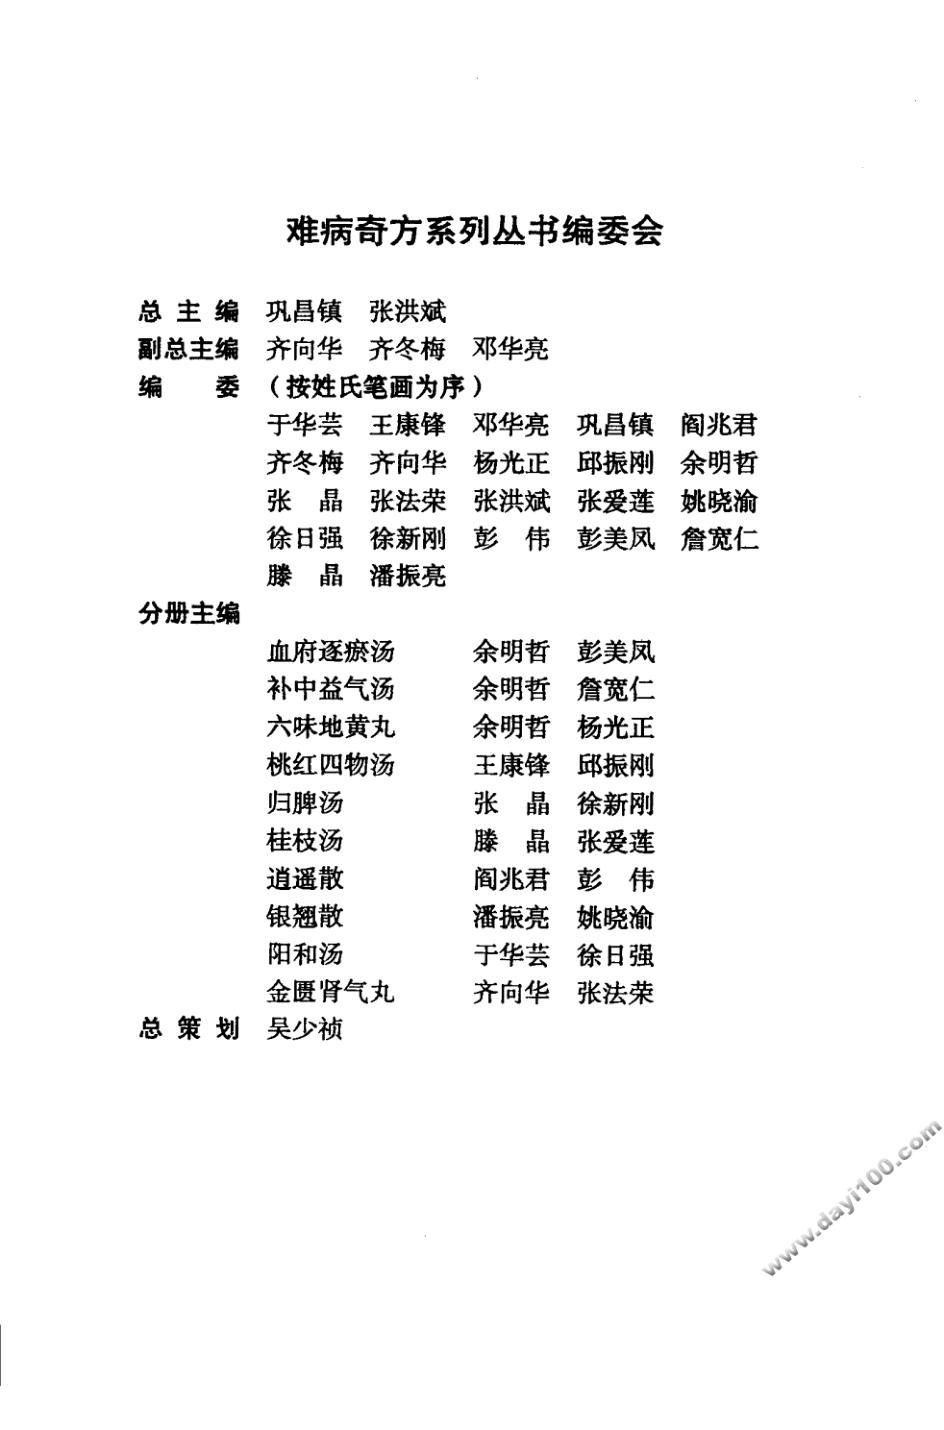 难病奇方系列丛书编委会
总 主 编 巩昌镇 张洪斌
副总主编 齐向华 齐冬梅 邓华亮
编 委 (按姓氏笔画为序)
于华芸 王康锋 邓华亮 巩昌镇 阎兆君
齐冬梅 齐向华 杨光正 邱振刚 余明哲
张 晶 张法荣 张洪斌 张爱莲 姚晓渝
徐日强 徐新刚 彭 伟 彭美凤 詹宽仁
滕 晶 潘振亮
分册主编
血府逐瘀汤 余明哲 彭美凤
补中益气汤 余明哲 詹宽仁
六味地黄丸 余明哲 杨光正
桃红四物汤 王康锋 邱振刚
归脾汤 张 晶 徐新刚
桂枝汤 滕 晶 张爱莲
逍遥散 阎兆君 彭 伟
银翘散 潘振亮 姚晓渝
阳和汤 于华芸 徐日强
金匮肾气丸 齐向华 张法荣
总 策 划 吴少祯
www.dayi100.com